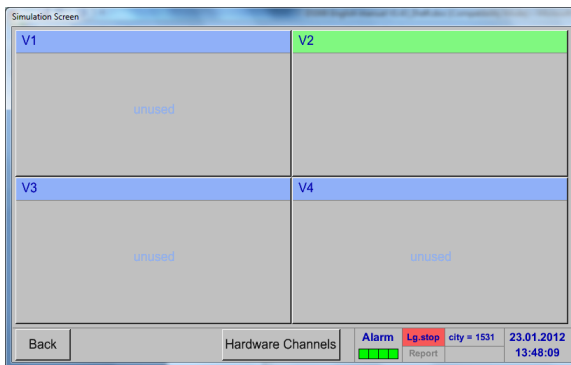 Simulation Screen
V1
V2
unused
V3
V4
unused
unused
Back
Hardware Channels
Alarm
Lg.stop
city = 1531
23.01.2012
Report
13:48:09